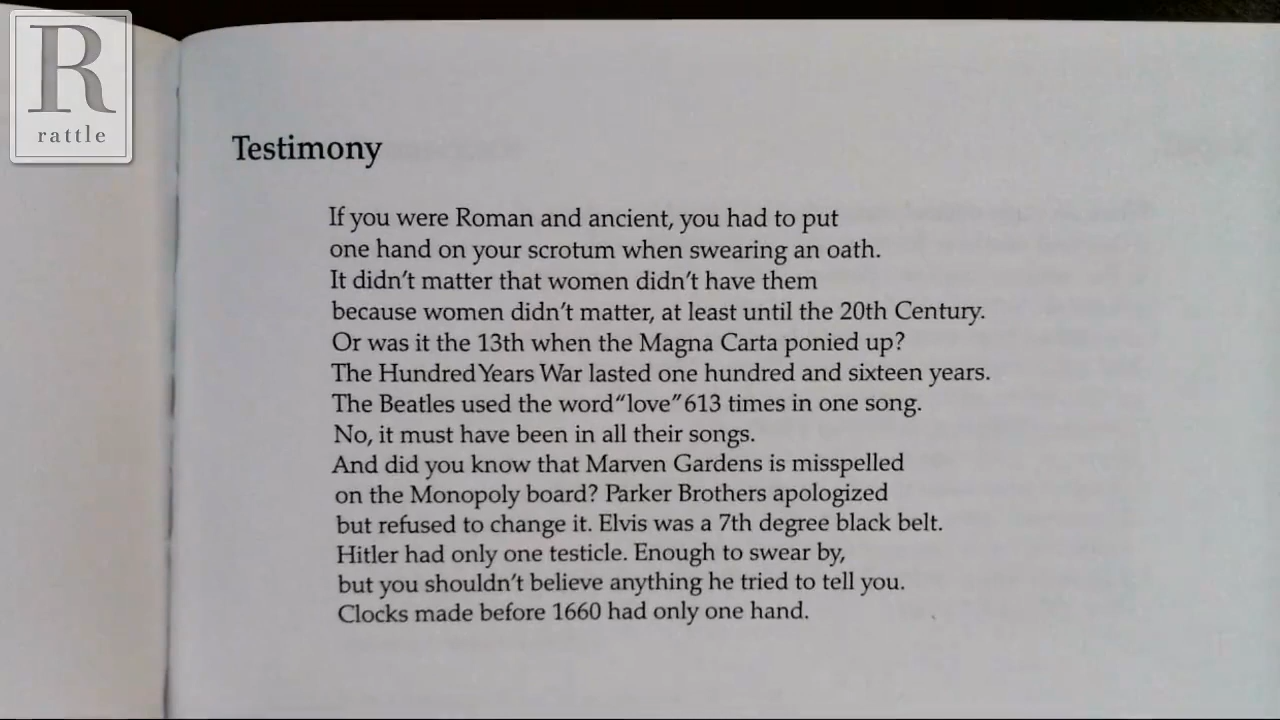 R
rattle
Testimony
If you were Roman and ancient, you had to put
one hand on your scrotum when swearing an oath.
It didn't matter that women didn't have them
because women didn't matter, at least until the 20th Century.
Or was it the 13th when the Magna Carta ponied up?
The Hundred Years War lasted one hundred and sixteen years.
The Beatles used the word “love” 613 times in one song.
No, it must have been in all their songs.
And did you know that Marven Gardens is misspelled
on the Monopoly board? Parker Brothers apologized
but refused to change it. Elvis was a 7th degree black belt.
Hitler had only one testicle. Enough to swear by,
but you shouldn't believe anything he tried to tell you.
Clocks made before 1660 had only one hand.